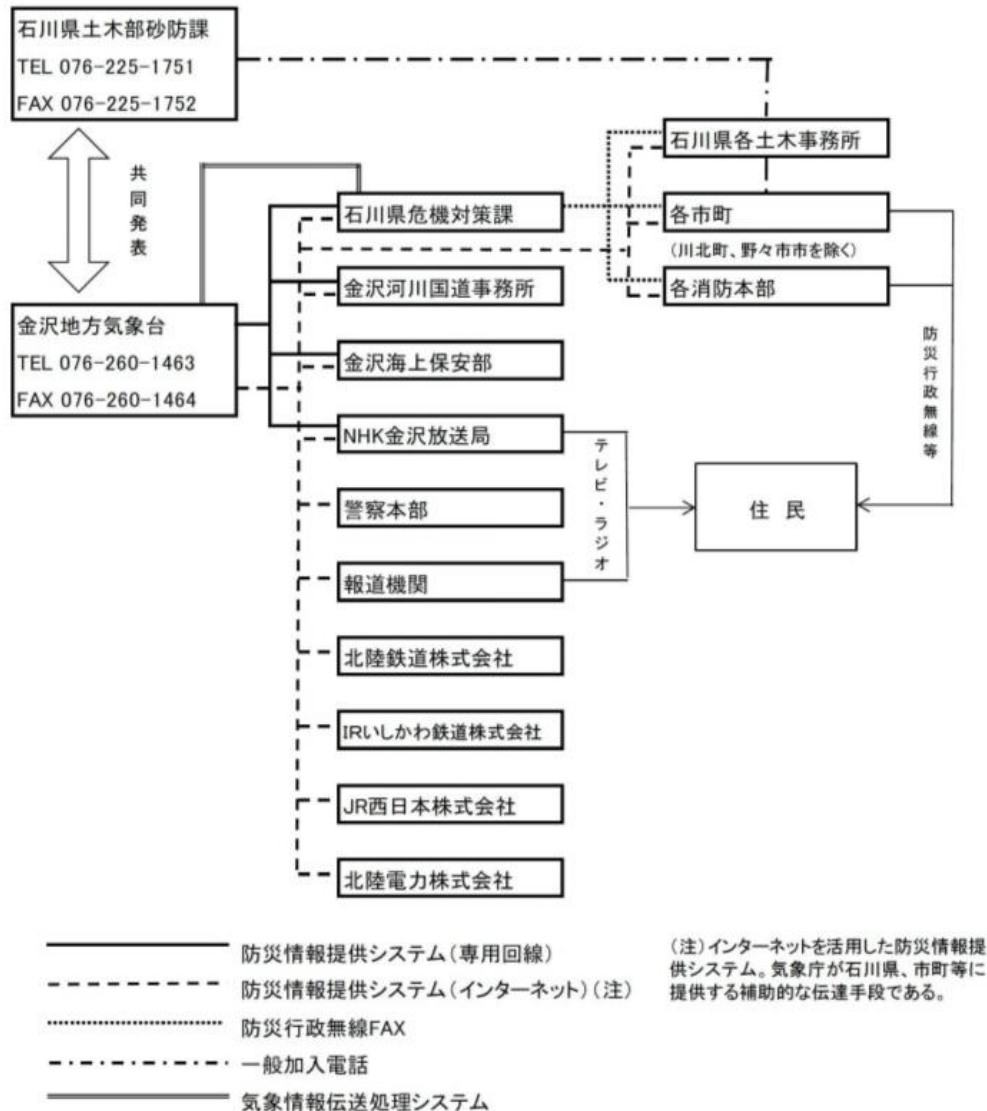 石川県土木部砂防課
TEL 076-225-1751
FAX 076-225-1752
共同発表
金沢地方気象台
TEL 076-260-1463
FAX 076-260-1464
石川県危機対策課
金沢河川国道事務所
金沢海上保安部
NHK金沢放送局
警察本部
報道機関
北陸鉄道株式会社
IRいしかわ鉄道株式会社
JR西日本株式会社
北陸電力株式会社
石川県各土木事務所
各市町
(川北町、野々市市を除く)
各消防本部
防災行政無線等
テレビ・ラジオ
住 民
防災情報提供システム(専用回線)
防災情報提供システム(インターネット)(注)
防災行政無線FAX
一般加入電話
気象情報伝送処理システム
(注)インターネットを活用した防災情報提
供システム。気象庁が石川県、市町等に
提供する補助的な伝達手段である。